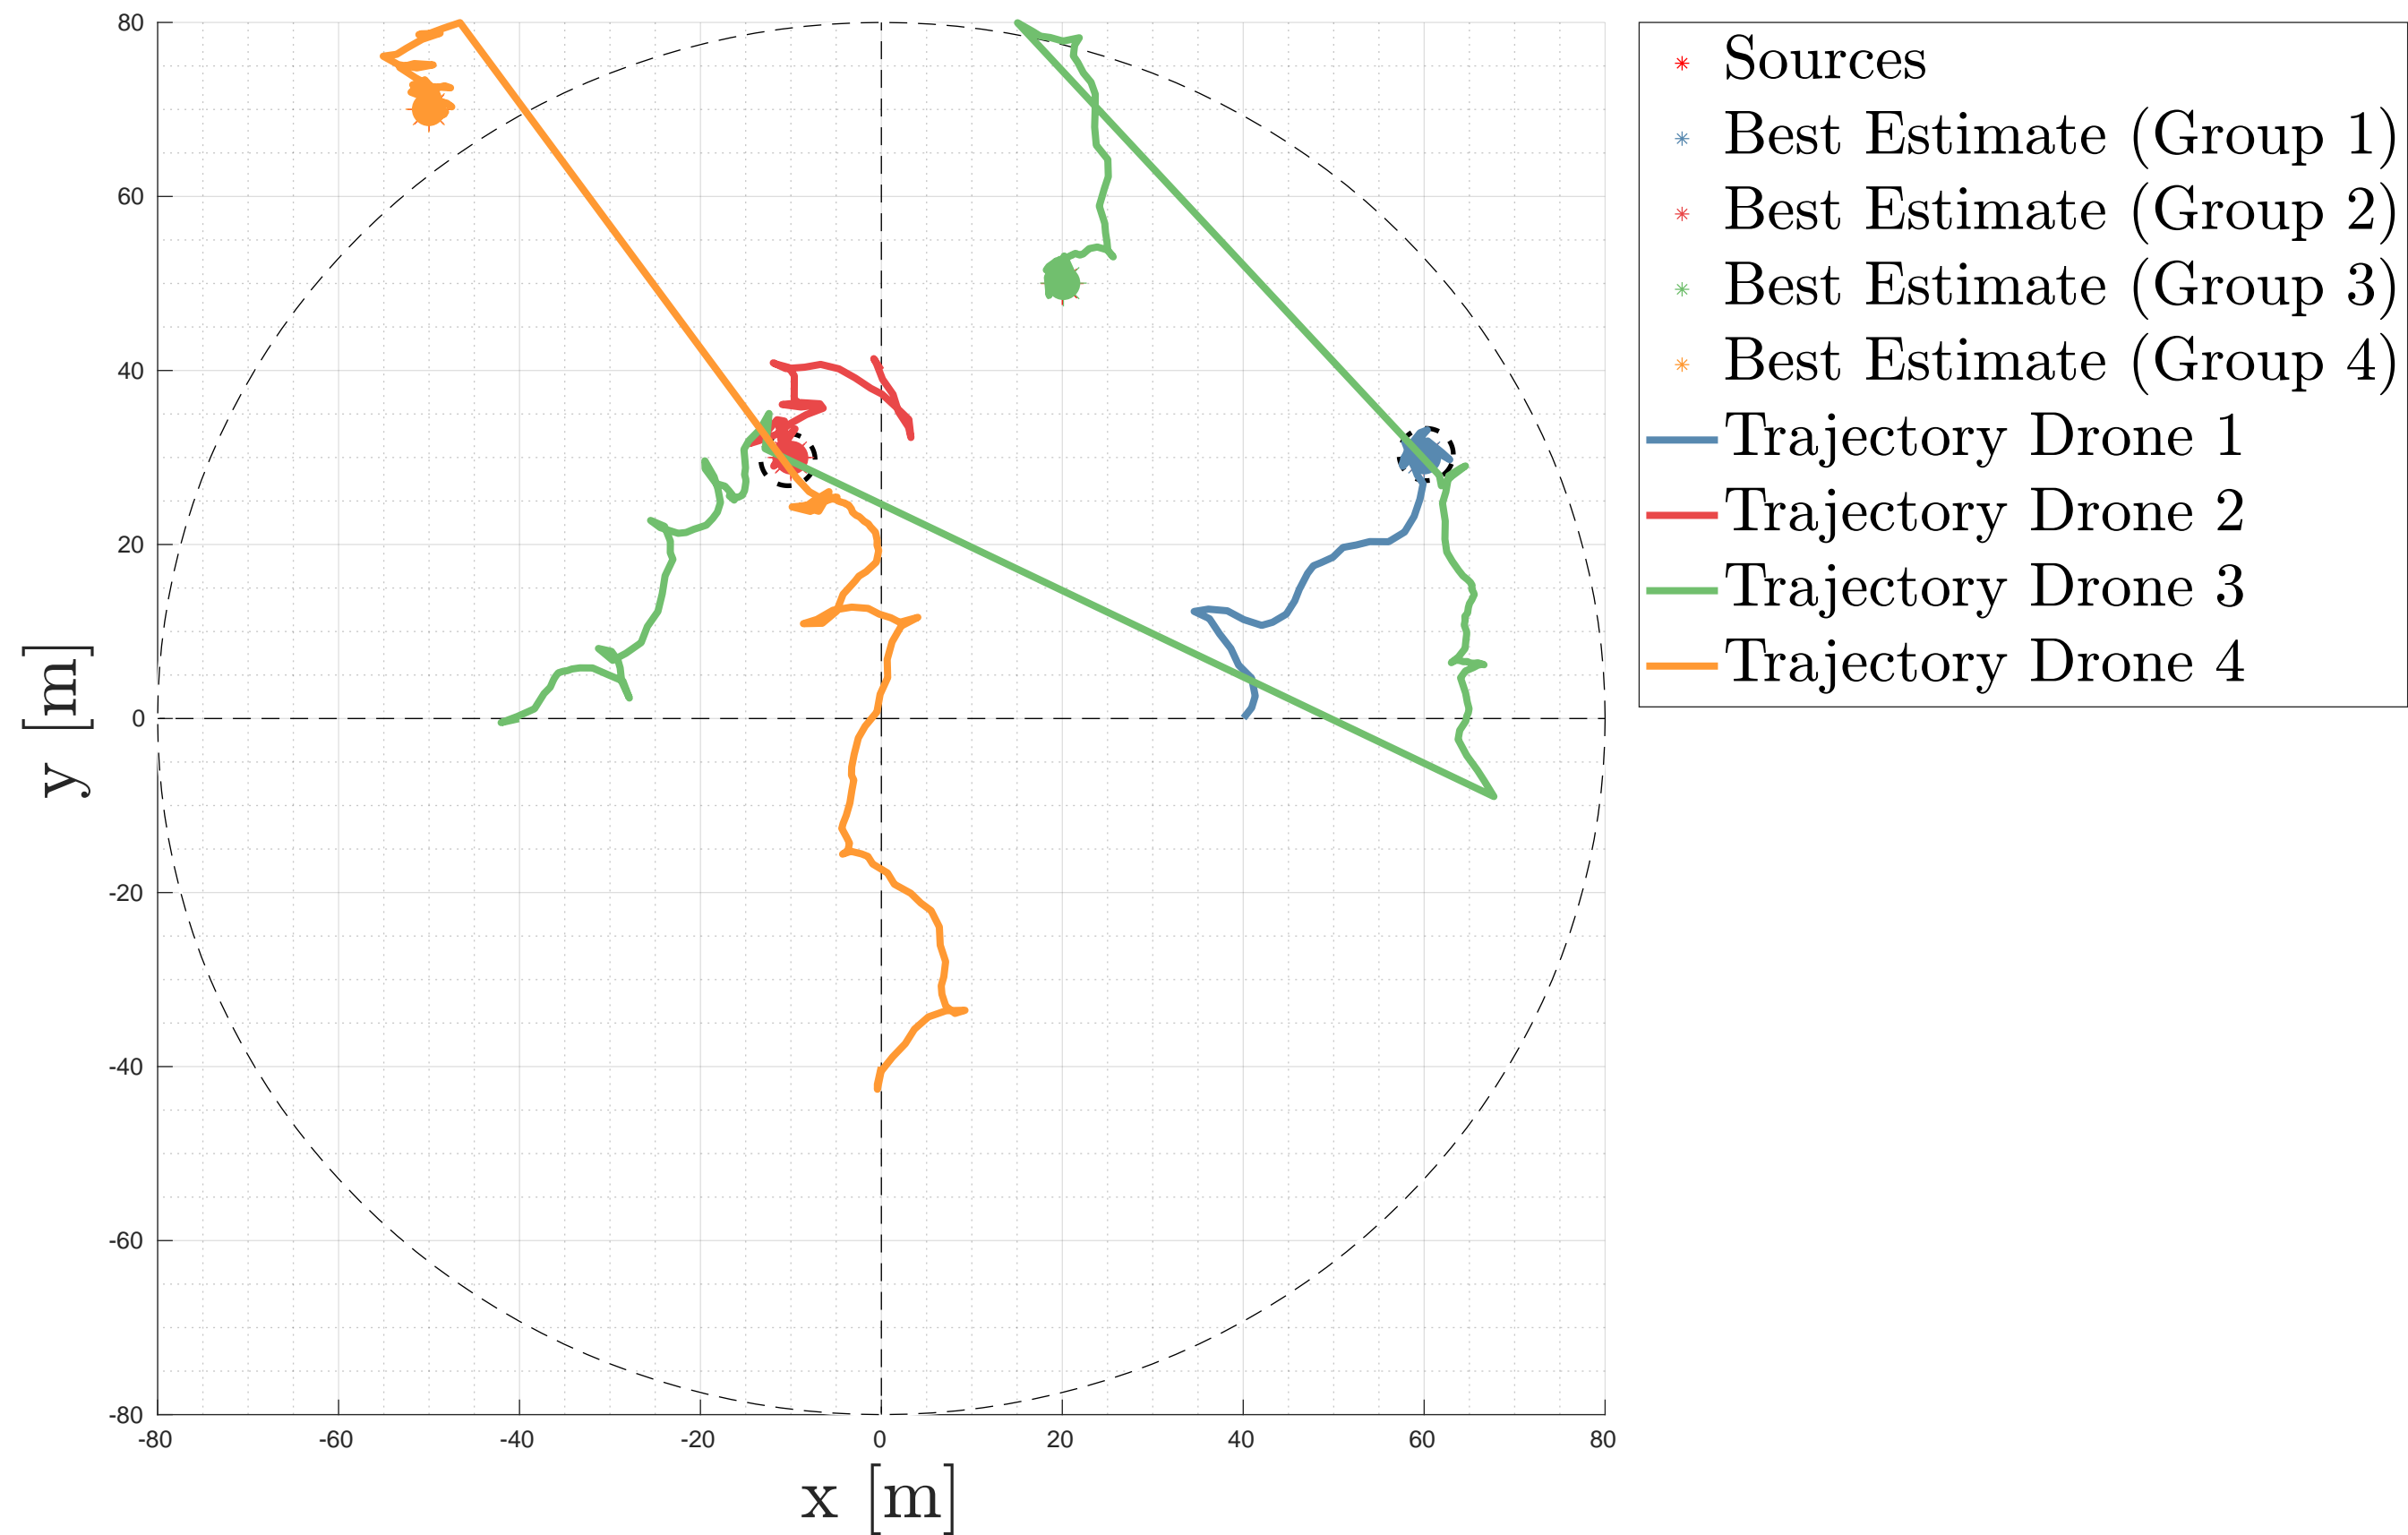 80
60
40
20
0
-20
-40
-60
-80
-80 -60 -40 -20 0 20 40 60 80
x [m]
y [m]
Sources
Best Estimate (Group 1)
Best Estimate (Group 2)
Best Estimate (Group 3)
Best Estimate (Group 4)
Trajectory Drone 1
Trajectory Drone 2
Trajectory Drone 3
Trajectory Drone 4